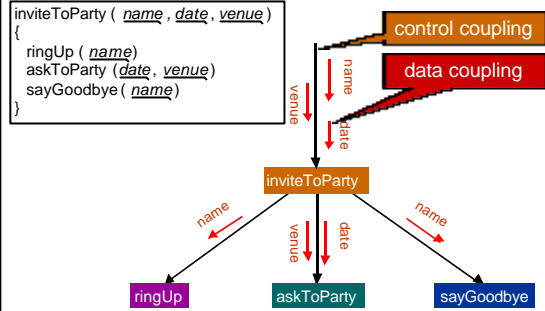 inviteToParty ( name , date , venue )
{
ringUp ( name)
askToParty (date, venue)
sayGoodbye ( name)
}
control coupling
data coupling
name
venue
date
inviteToParty
name
venue
date
name
ringUp
askToParty
sayGoodbye